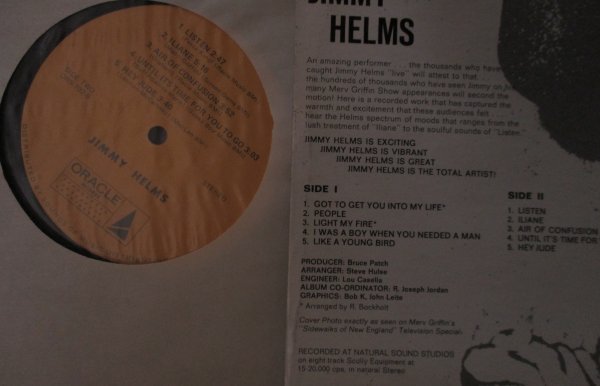 1. LISTEN 2:47
2. ILIANE 5:16
3. AIR OF CONFUSION
4. UNTIL IT'S TIME FOR YOU TO GO 3:03
5. HEY JUDE
JIMMY HELMS
ORACLE
STEREO
JIMMY
HELMS
An amazing performer . . . the thousands who have
caught Jimmy Helms "live" will attest to that . . .
the hundreds of thousands who have seen Jimmy on
many Merv Griffin Show appearances will second the
motion! Here is a recorded work that has captured the
warmth and excitement that these audiences felt . . .
hear the Helms spectrum of moods that ranges from the
lush treatment of "Iliane" to the soulful sounds of "Listen."
JIMMY HELMS IS EXCITING
JIMMY HELMS IS VIBRANT
JIMMY HELMS IS GREAT
JIMMY HELMS IS THE TOTAL ARTIST!
SIDE I
1. GOT TO GET YOU INTO MY LIFE*
2. PEOPLE
3. LIGHT MY FIRE*
4. I WAS A BOY WHEN YOU NEEDED A MAN
5. LIKE A YOUNG BIRD
SIDE II
1. LISTEN
2. ILIANE
3. AIR OF CONFUSION
4. UNTIL IT'S TIME FOR
5. HEY JUDE
PRODUCER: Bruce Patch
ARRANGER: Steve Hulse
ENGINEER: Lou Casella
ALBUM CO-ORDINATOR: R. Joseph Jordan
GRAPHICS: Bob K, John Leite
* Arranged by R. Bockholt
Cover Photo exactly as seen on Merv Griffin's
"Sidewalks of New England" Television Special.
RECORDED AT NATURAL SOUND STUDIOS
on eight track Scully Equipment at
15-20,000 cps, in natural Stereo